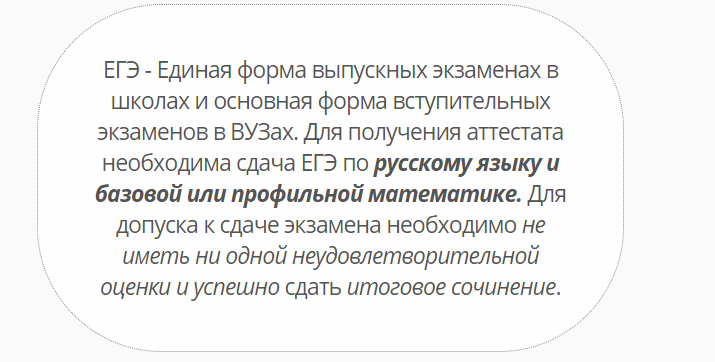 ЕГЭ - Единая форма выпускных экзаменах в
школах и основная форма вступительных
экзаменов в ВУЗах. Для получения аттестата
необходима сдача ЕГЭ по русскому языку и
базовой или профильной математике. Для
допуска к сдаче экзамена необходимо не
иметь ни одной неудовлетворительной
оценки и успешно сдать итоговое сочинение.